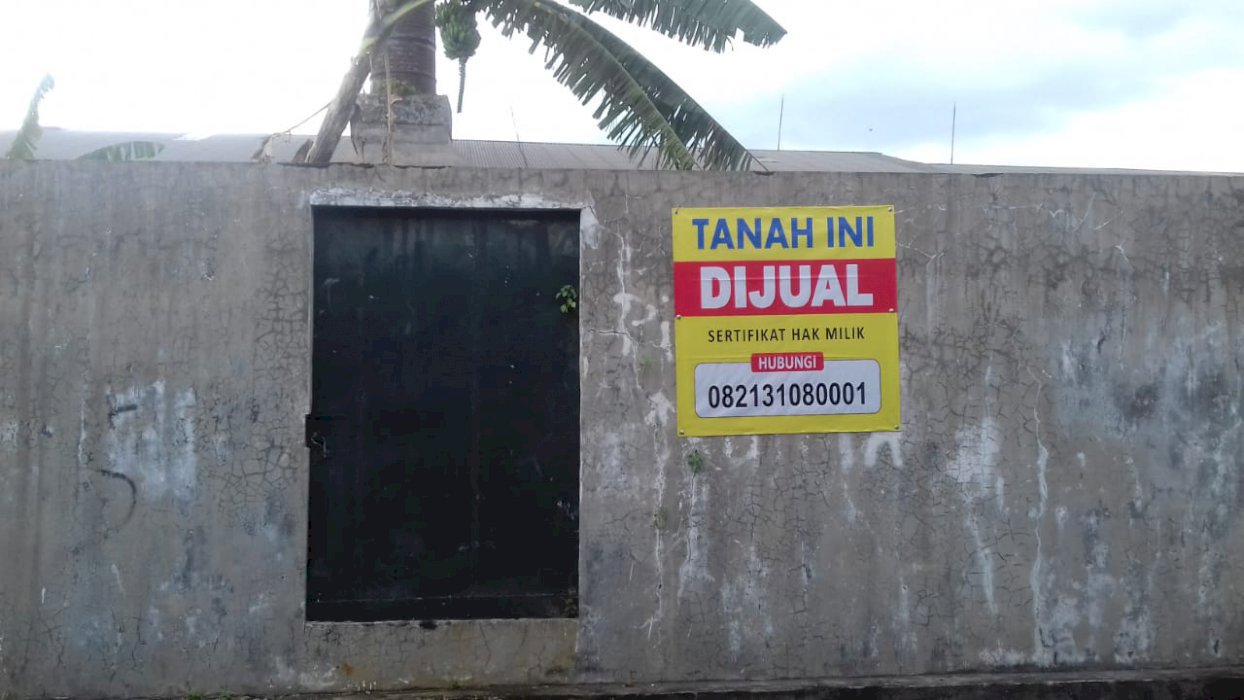 TANAH INI
DIJUAL
SERTIFIKAT HAK MILIK
HUBUNGI
082131080001